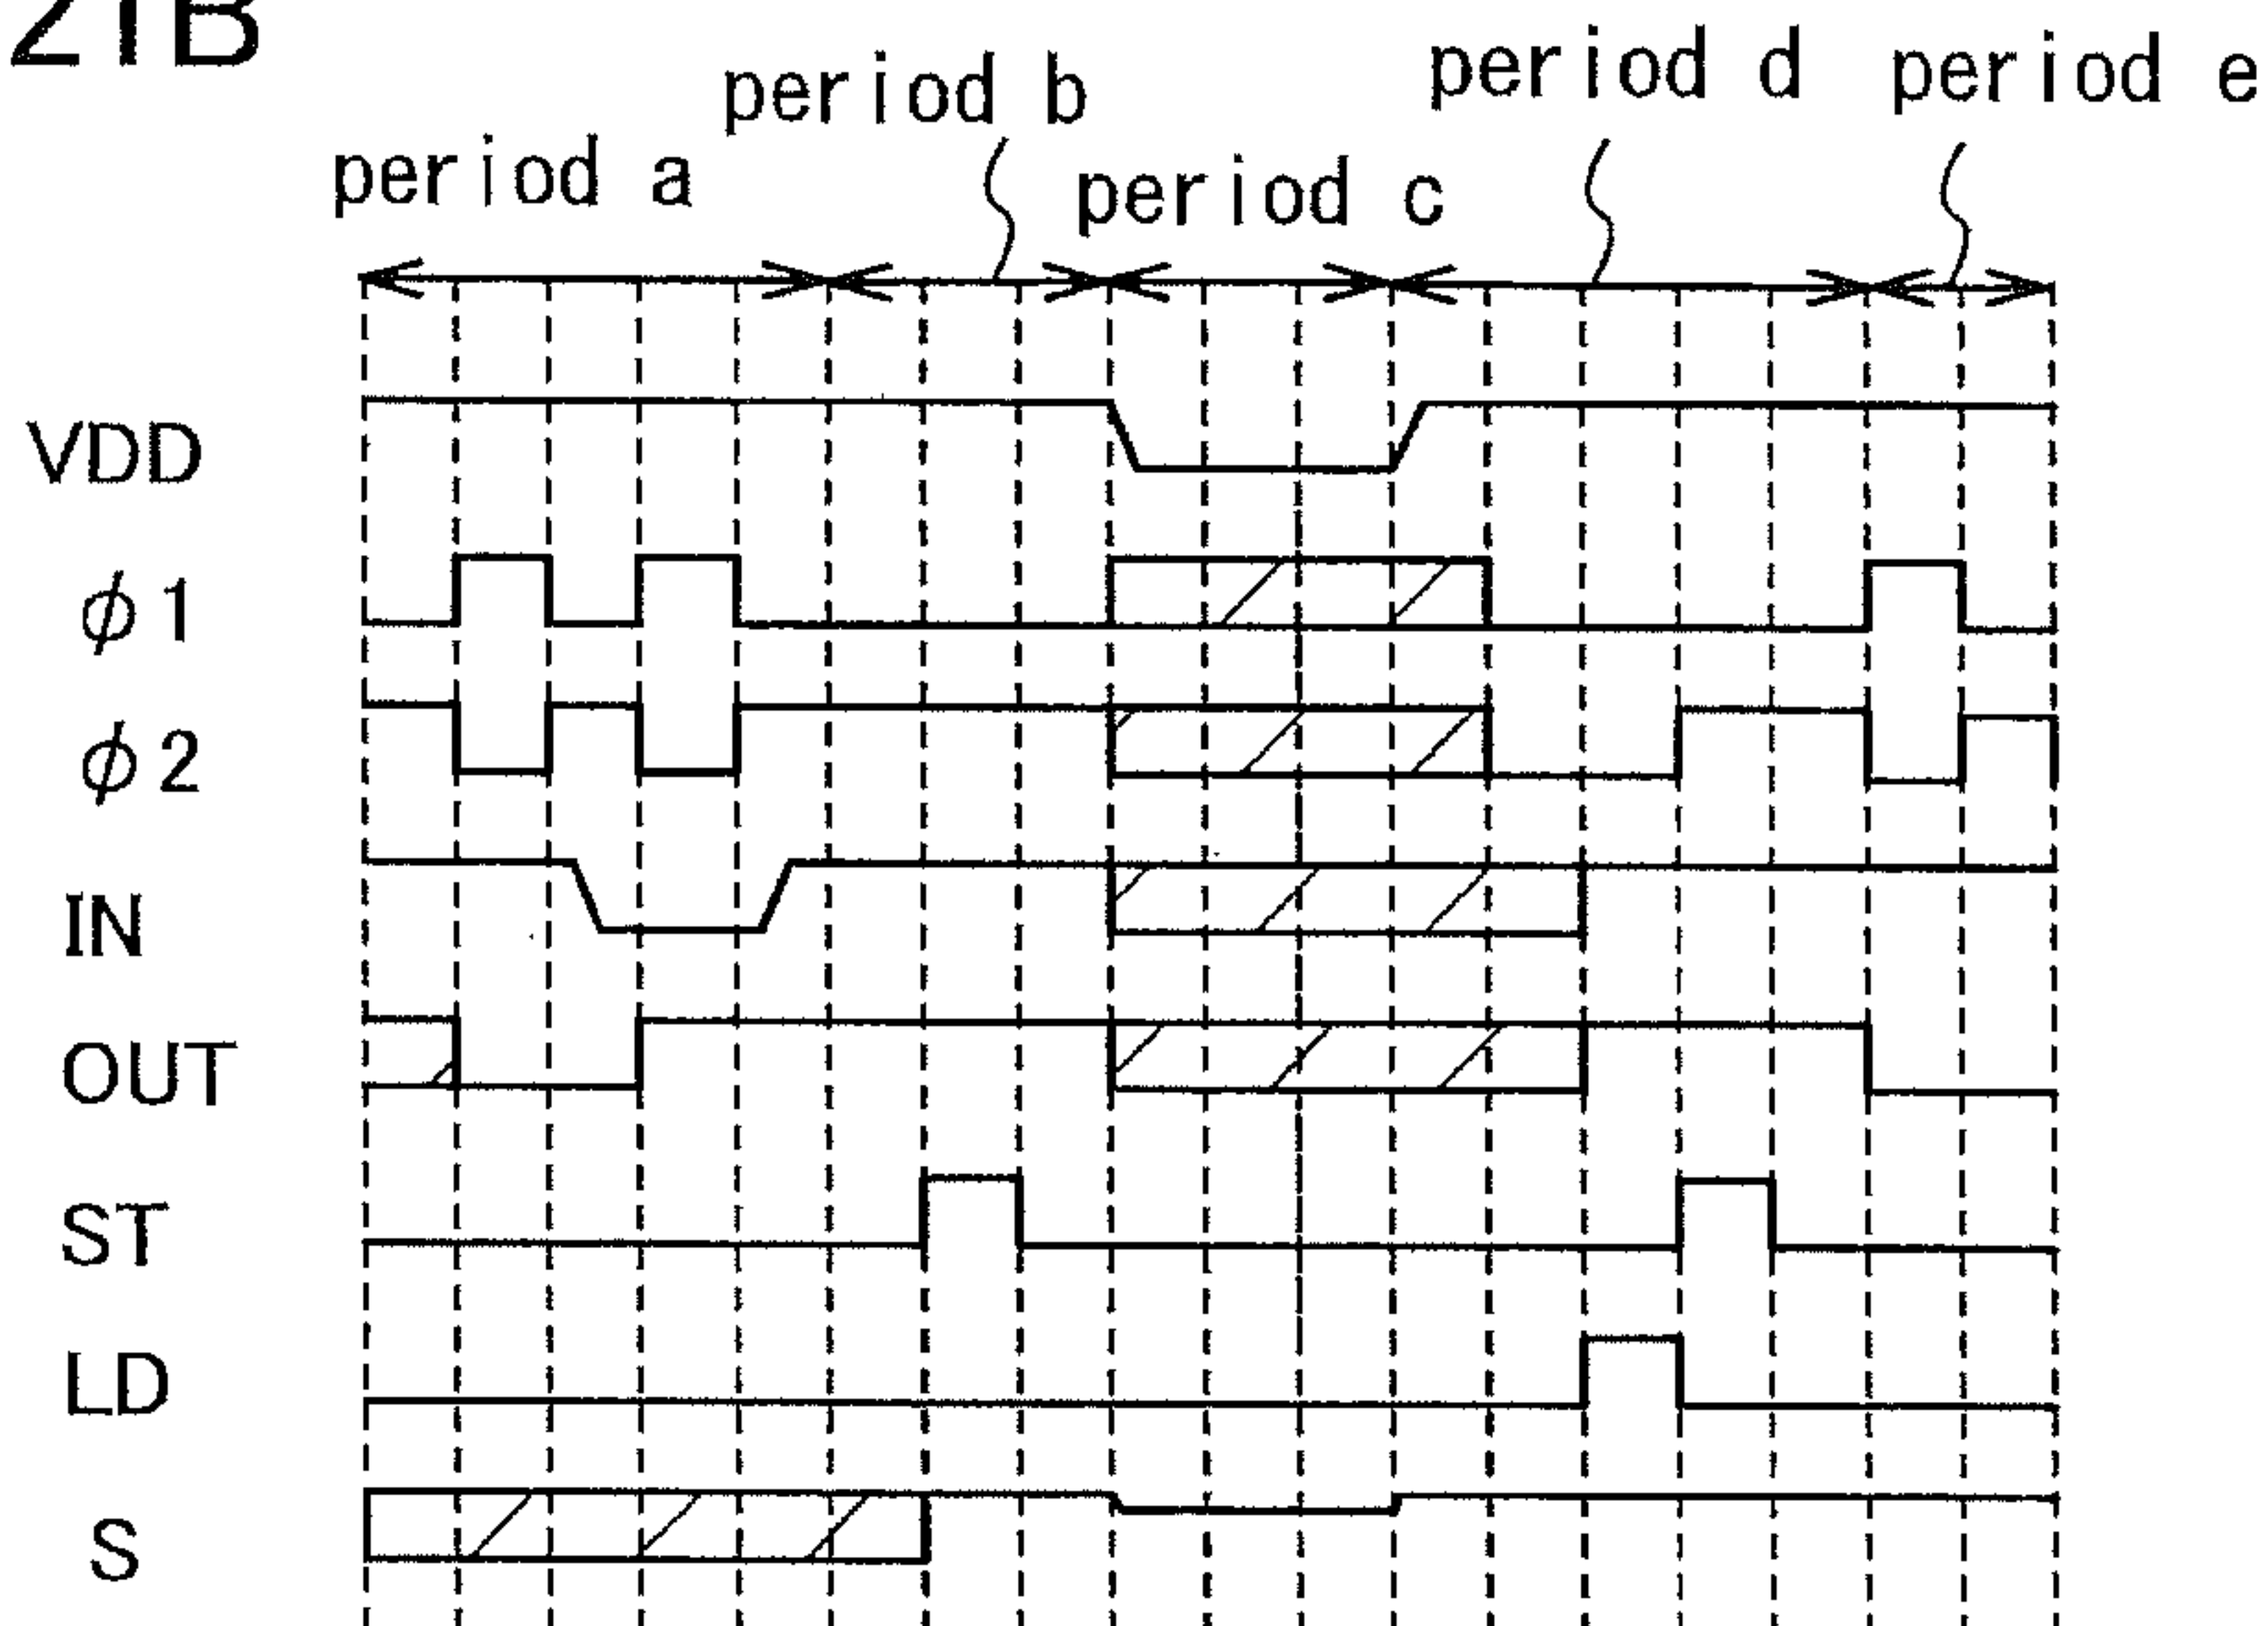 21B
period a
period b
period c
period d
period e
VDD
φ1
φ2
IN
OUT
ST
LD
S